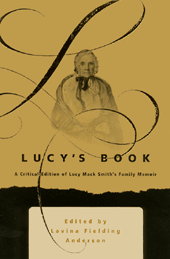 LUCY'S BOOK
A Critical Edition of Lucy Mack Smith's Family Memoir
Edited by
Lavina Fielding
Anderson